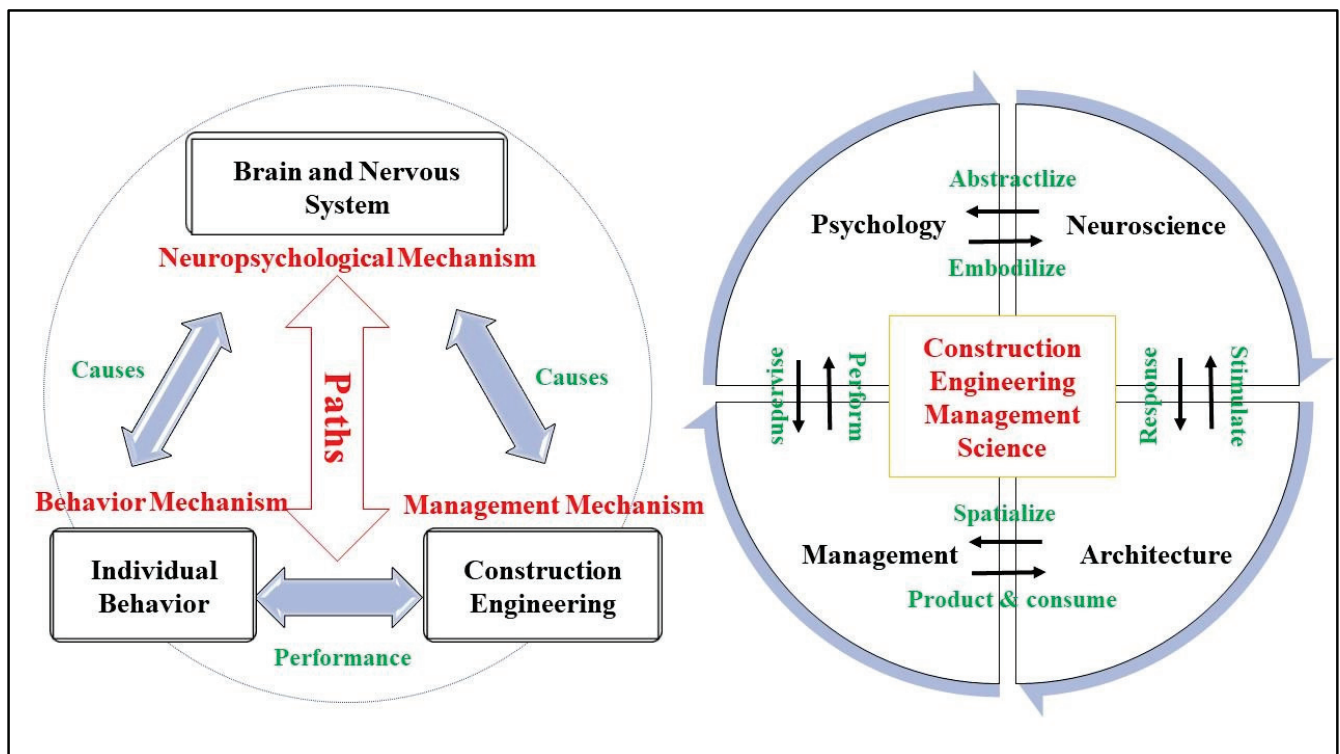 Brain and Nervous
System
Neuropsychological Mechanism
Causes
Causes
Paths
Behavior Mechanism
Management Mechanism
Individual
Behavior
Construction
Engineering
Performance
Abstractlize
Psychology
Neuroscience
Embodilize
supervise
Perform
Construction
Engineering
Management
Science
Response
Stimulate
Spatialize
Management
Architecture
Product & consume